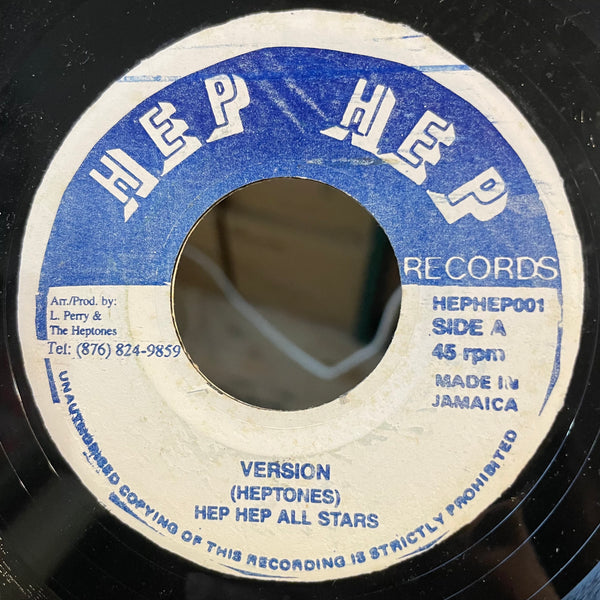 HEP HEP
RECORDS
Arr./Prod. by:
L. Perry &
The Heptones
Tel: (876) 824-9859
HEPHEP001
SIDE A
45 rpm
MADE IN
JAMAICA
VERSION
(HEPTONES)
HEP HEP ALL STARS
UNAUTHORISED COPYING OF THIS RECORDING IS STRICTLY PROHIBITED